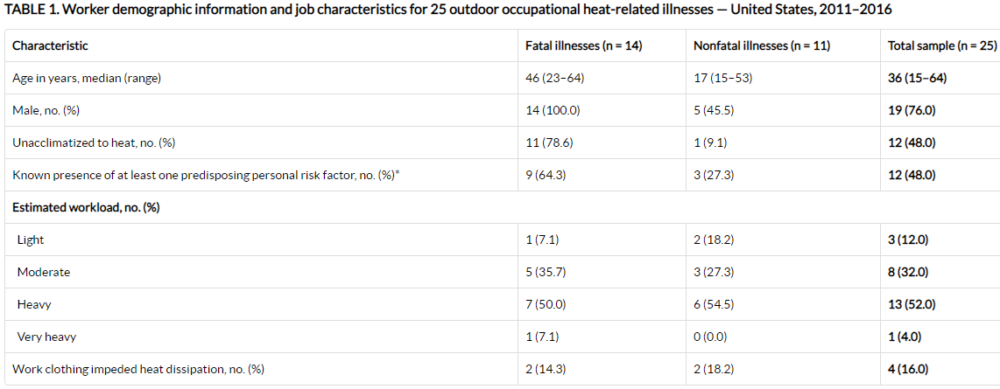 TABLE 1. Worker demographic information and job characteristics for 25 outdoor occupational heat-related illnesses — United States, 2011–2016
Characteristic Fatal illnesses (n = 14) Nonfatal illnesses (n = 11) Total sample (n = 25)
Age in years, median (range) 46 (23–64) 17 (15–53) 36 (15–64)
Male, no. (%) 14 (100.0) 5 (45.5) 19 (76.0)
Unacclimatized to heat, no. (%) 11 (78.6) 1 (9.1) 12 (48.0)
Known presence of at least one predisposing personal risk factor, no. (%)* 9 (64.3) 3 (27.3) 12 (48.0)
Estimated workload, no. (%)
Light 1 (7.1) 2 (18.2) 3 (12.0)
Moderate 5 (35.7) 3 (27.3) 8 (32.0)
Heavy 7 (50.0) 6 (54.5) 13 (52.0)
Very heavy 1 (7.1) 0 (0.0) 1 (4.0)
Work clothing impeded heat dissipation, no. (%) 2 (14.3) 2 (18.2) 4 (16.0)